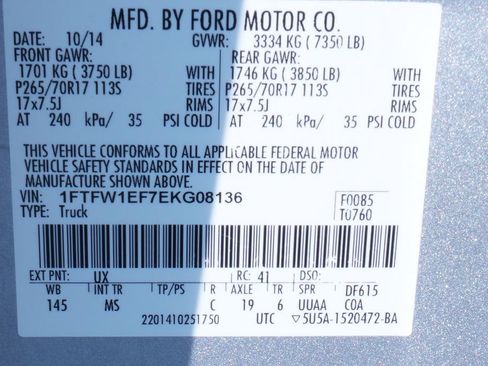 MFD. BY FORD MOTOR CO.
DATE: 10/14 GVWR: 3334 KG ( 7350 LB)
FRONT GAWR: REAR GAWR:
1701 KG ( 3750 LB) WITH 1746 KG ( 3850 LB) WITH
P265/70R17 113S TIRES P265/70R17 113S TIRES
17x7.5J RIMS 17x7.5J RIMS
AT 240 kPa/ 35 PSI COLD AT 240 kPa/ 35 PSI COLD
THIS VEHICLE CONFORMS TO ALL APPLICABLE FEDERAL MOTOR
VEHICLE SAFETY STANDARDS IN EFFECT ON THE DATE OF
MANUFACTURE SHOWN ABOVE.
VIN: 1FTFW1EF7EKG08136 F0085
TYPE: Truck T0760
EXT PNT: UX RC: 41 DSO:
WB INT TR TP/PS R AXLE TR SPR DF615
145 MS C 19 6 UUAA COA
2201410251750 UTC ▽5U5A-1520472-BA